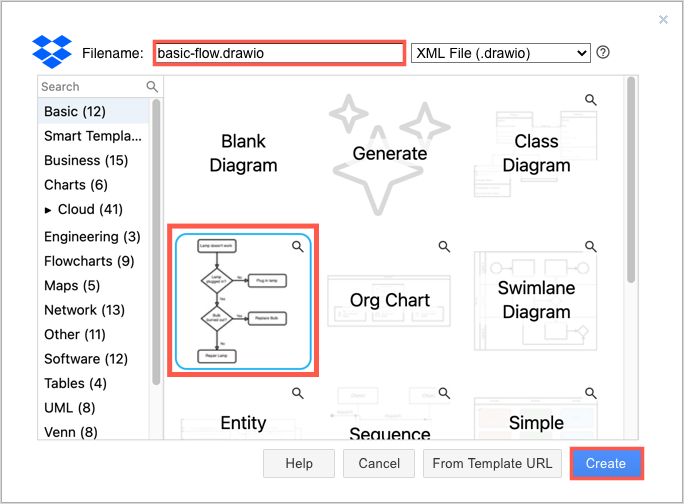 Filename:
basic-flow.drawio
XML File (.drawio)
?
Search
Basic (12)
Smart Templa...
Business (15)
Charts (6)
Cloud (41)
Engineering (3)
Flowcharts (9)
Maps (5)
Network (13)
Other (11)
Software (12)
Tables (4)
UML (8)
Venn (8)
Blank
Diagram
Generate
Class
Diagram
Lamp doesn't work
Lamp
plugged in?
No
Plug in lamp
Yes
Bulb
burned out?
Yes
Replace Bulb
No
Repair Lamp
Org Chart
Swimlane
Diagram
Entity
Sequence
Simple
Help
Cancel
From Template URL
Create